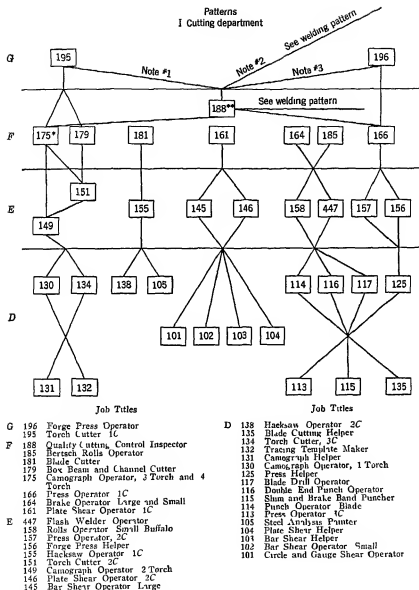 Patterns
I Cutting department
See welding pattern
G
195
Note #1
Note #2
Note #3
196
188**
See welding pattern
F
175*
179
181
161
164
185
166
151
E
149
155
145
146
158
447
157
156
130
134
138
105
114
116
117
125
D
101
102
103
104
131
132
113
115
135
Job Titles
G 196 Forge Press Operator
195 Torch Cutter 1C
F 188 Quality Cutting Control Inspector
185 Bertsch Rolls Operator
181 Blade Cutter
179 Box Beam and Channel Cutter
175 Camograph Operator, 3 Torch and 4
Torch
166 Press Operator 1C
164 Brake Operator Large and Small
161 Plate Shear Operator 1C
E 447 Flash Welder Operator
158 Rolls Operator Small Buffalo
157 Press Operator, 2C
156 Forge Press Helper
155 Hacksaw Operator 1C
151 Torch Cutter 2C
149 Camograph Operator 2 Torch
146 Plate Shear Operator 2C
145 Bar Shear Operator Large
Job Titles
D 138 Hacksaw Operator 2C
135 Blade Cutting Helper
134 Torch Cutter, 3C
132 Tracing Template Maker
131 Camograph Helper
130 Camograph Operator, 1 Torch
125 Press Helper
117 Blade Drill Operator
116 Double End Punch Operator
115 Shim and Brake Band Puncher
114 Punch Operator Blade
113 Press Operator 3C
105 Steel Analysis Painter
104 Plate Shear Helper
103 Bar Shear Helper
102 Bar Shear Operator Small
101 Circle and Gauge Shear Operator